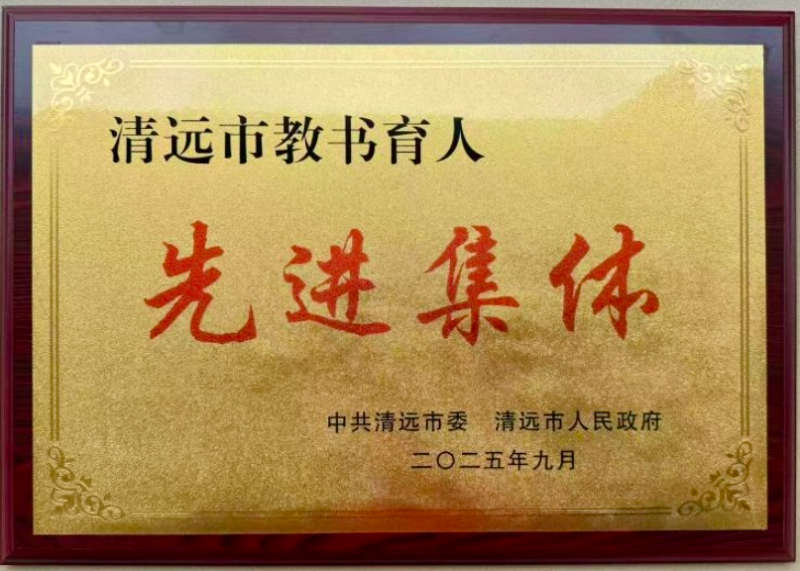 清远市教书育人
先进集体
中共清远市委 清远市人民政府
二〇二五年九月